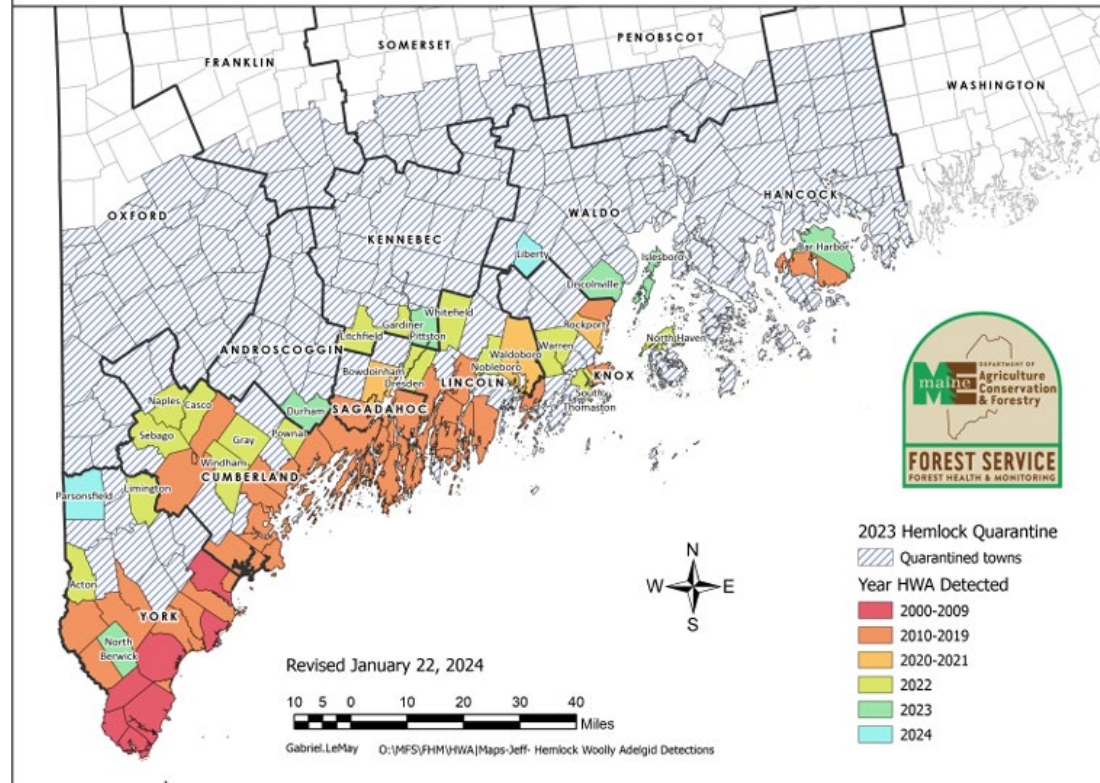 SOMERSET
PENOBSCOT
FRANKLIN
WASHINGTON
HANCOCK
OXFORD
WALDO
KENNEBEC
Bar Harbor
Liberty
Islesboro
Lincolnville
Whitefield
Gardiner
Litchfield
Pittston
Rockport
Warren
North Haven
ANDROSCOGGIN
Waldoboro
Bowdoinham
Nobleboro
Dresden
LINCOLN
KNOX
South
Thomaston
Naples
Casco
Durham
SAGADAHOC
Sebago
Gray
Pownal
Windham
CUMBERLAND
Parsonsfield
Limington
Acton
YORK
North
Berwick
maine
DEPARTMENT OF
Agriculture
Conservation
& Forestry
FOREST SERVICE
FOREST HEALTH & MONITORING
2023 Hemlock Quarantine
Quarantined towns
Year HWA Detected
2000-2009
2010-2019
2020-2021
2022
2023
2024
N
W E
S
Revised January 22, 2024
10 5 0 10 20 30 40
Miles
Gabriel.LeMay O:\MFS\FHM\HWA|Maps-Jeff- Hemlock Woolly Adelgid Detections